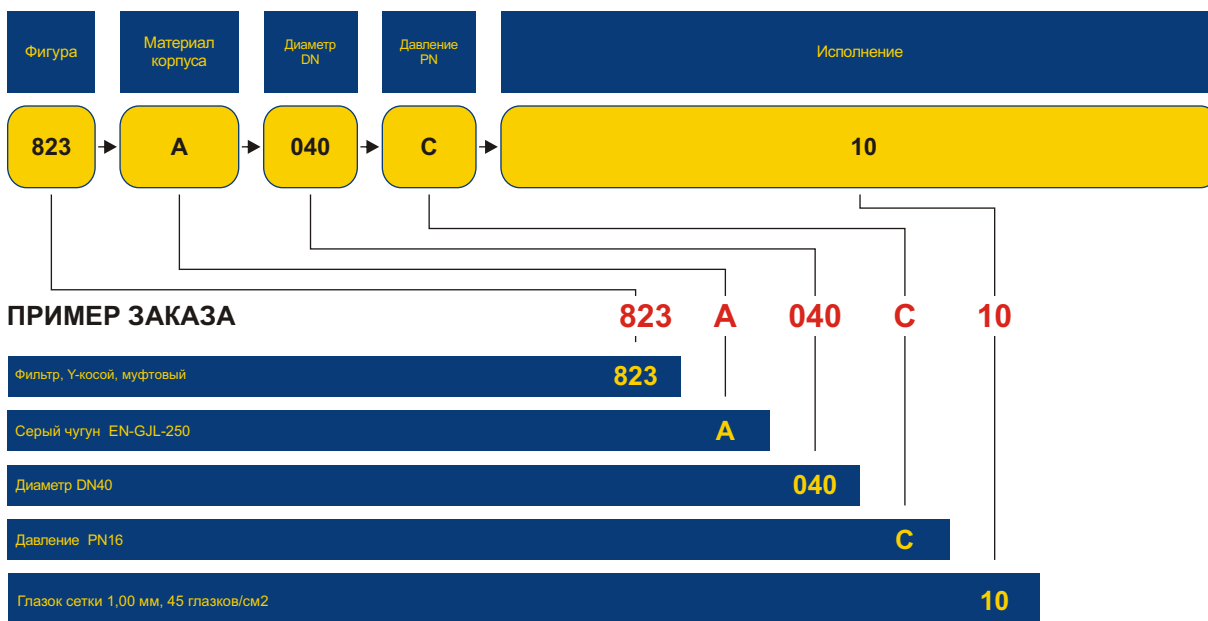 Фигура
Материал
корпуса
Диаметр
DN
Давление
PN
Исполнение
823
A
040
C
10
ПРИМЕР ЗАКАЗА
823 A 040 C 10
Фильтр, Y-косой, муфтовый 823
Серый чугун EN-GJL-250 A
Диаметр DN40 040
Давление PN16 C
Глазок сетки 1,00 мм, 45 глазков/см2 10